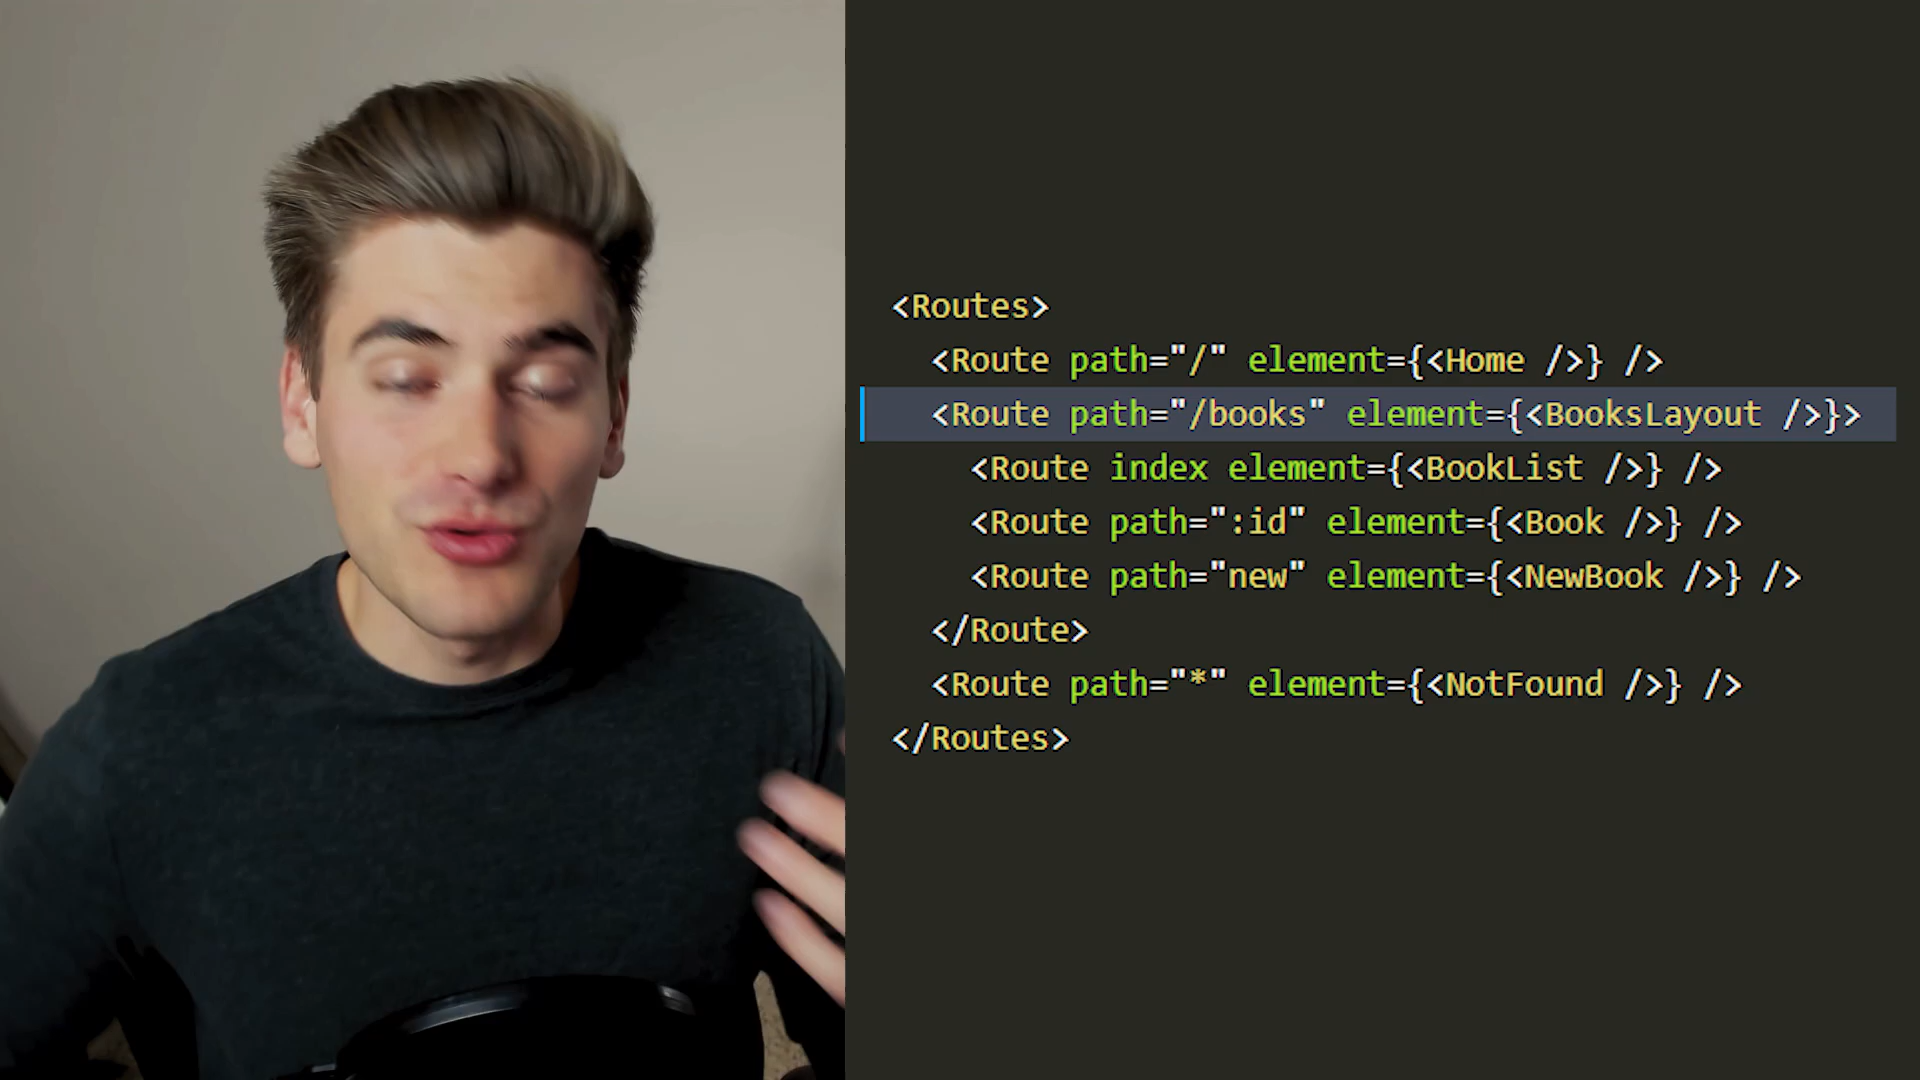 <Routes>
<Route path="/" element={<Home />} />
<Route path="/books" element={<BooksLayout />}>
<Route index element={<BookList />} />
<Route path=":id" element={<Book />} />
<Route path="new" element={<NewBook />} />
</Route>
<Route path="*" element={<NotFound />} />
</Routes>